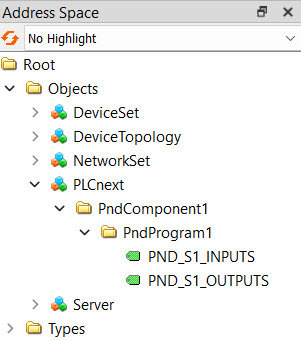 Address Space
No Highlight
Root
Objects
DeviceSet
DeviceTopology
NetworkSet
PLCnext
PndComponent1
PndProgram1
PND_S1_INPUTS
PND_S1_OUTPUTS
Server
Types